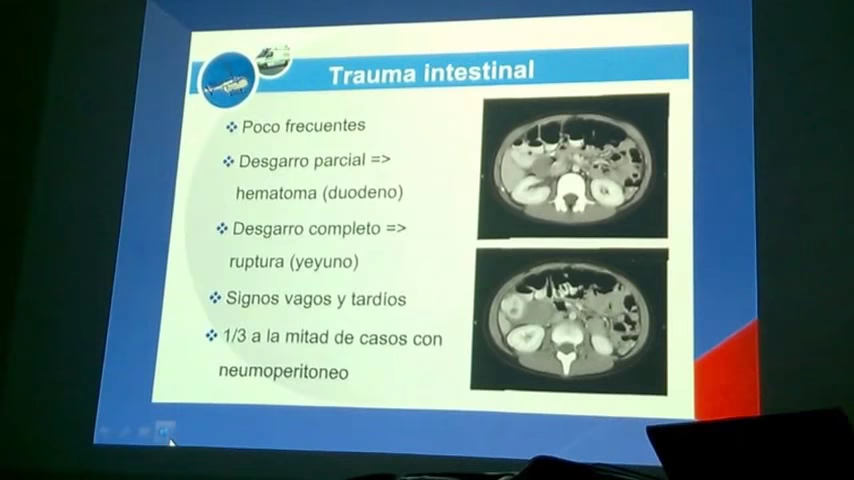 Trauma intestinal
Poco frecuentes
Desgarro parcial =>
hematoma (duodeno)
Desgarro completo =>
ruptura (yeyuno)
Signos vagos y tardíos
1/3 a la mitad de casos con
neumoperitoneo